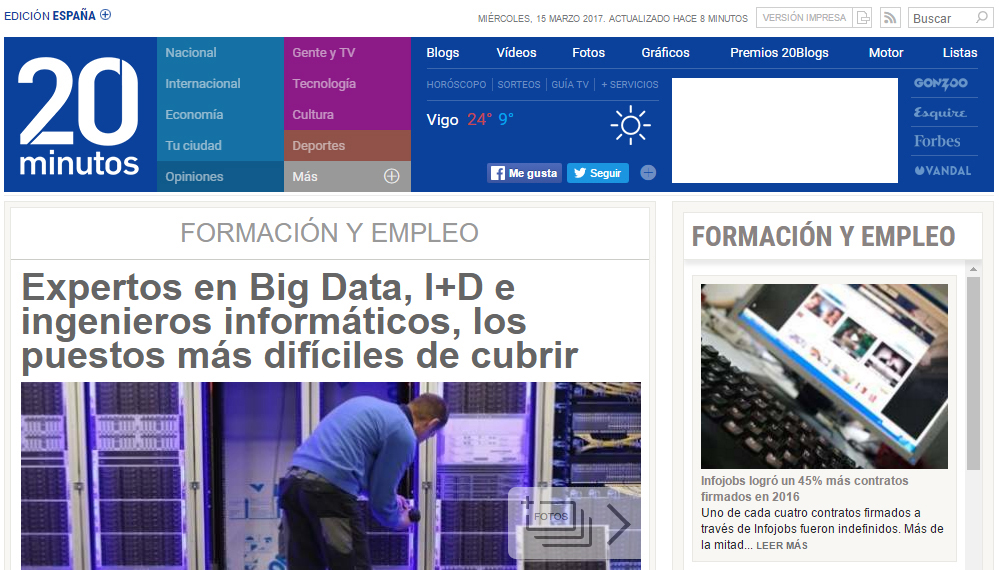 EDICIÓN ESPAÑA
MIÉRCOLES, 15 MARZO 2017. ACTUALIZADO HACE 8 MINUTOS
VERSIÓN IMPRESA
Buscar
20
minutos
Nacional
Internacional
Economía
Tu ciudad
Opiniones
Gente y TV
Tecnología
Cultura
Deportes
Más
Blogs Vídeos Fotos Gráficos Premios 20Blogs Motor Listas
HORÓSCOPO SORTEOS GUÍA TV + SERVICIOS
Vigo 24° 9°
Me gusta
Seguir
GONZOO
Esquire
Forbes
VANDAL
FORMACIÓN Y EMPLEO
Expertos en Big Data, I+D e
ingenieros informáticos, los
puestos más difíciles de cubrir
FOTOS
FORMACIÓN Y EMPLEO
Infojobs logró un 45% más contratos
firmados en 2016
Uno de cada cuatro contratos firmados a
través de Infojobs fueron indefinidos. Más de
la mitad... LEER MÁS